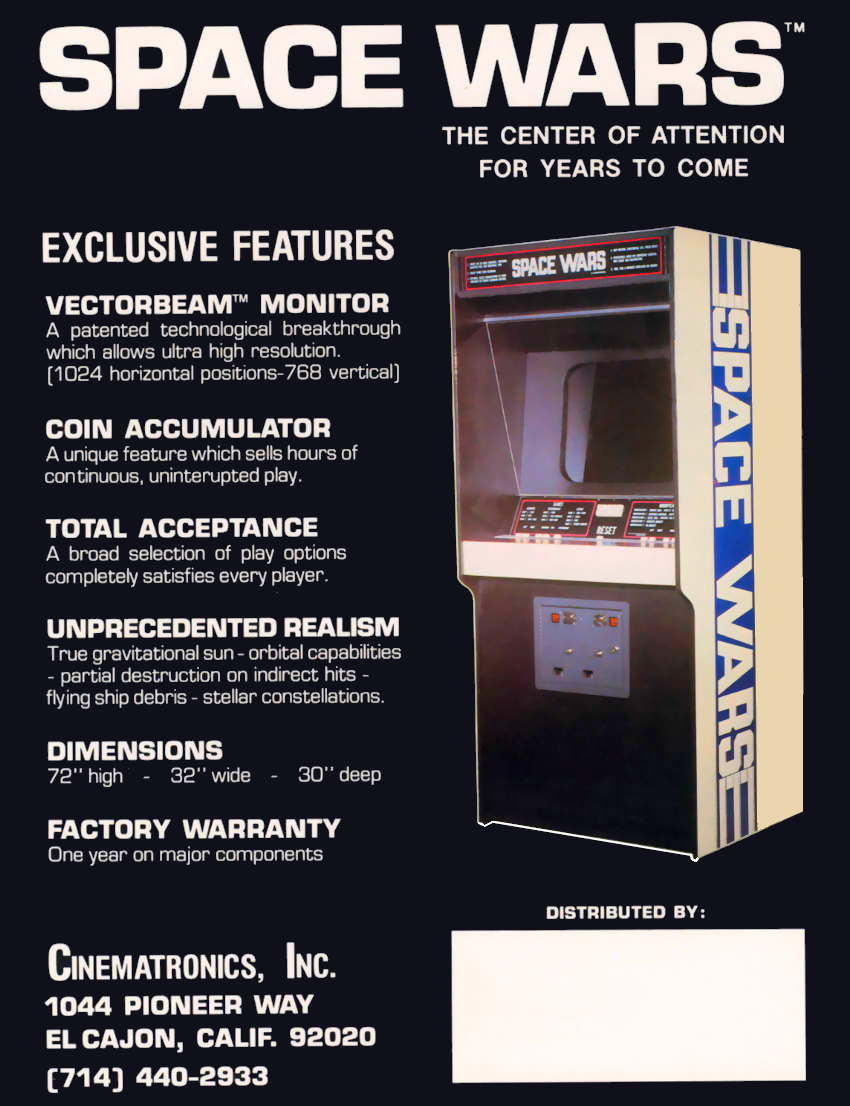 SPACE WARS™
THE CENTER OF ATTENTION
FOR YEARS TO COME
EXCLUSIVE FEATURES
VECTORBEAM™ MONITOR
A patented technological breakthrough
which allows ultra high resolution.
(1024 horizontal positions-768 vertical)
COIN ACCUMULATOR
A unique feature which sells hours of
continuous, uninterupted play.
TOTAL ACCEPTANCE
A broad selection of play options
completely satisfies every player.
UNPRECEDENTED REALISM
True gravitational sun - orbital capabilities
- partial destruction on indirect hits -
flying ship debris - stellar constellations.
DIMENSIONS
72'' high - 32'' wide - 30'' deep
FACTORY WARRANTY
One year on major components
CINEMATRONICS, INC.
1044 PIONEER WAY
EL CAJON, CALIF. 92020
(714) 440-2933
SPACE WARS
RESET
SPACE WARS
DISTRIBUTED BY: